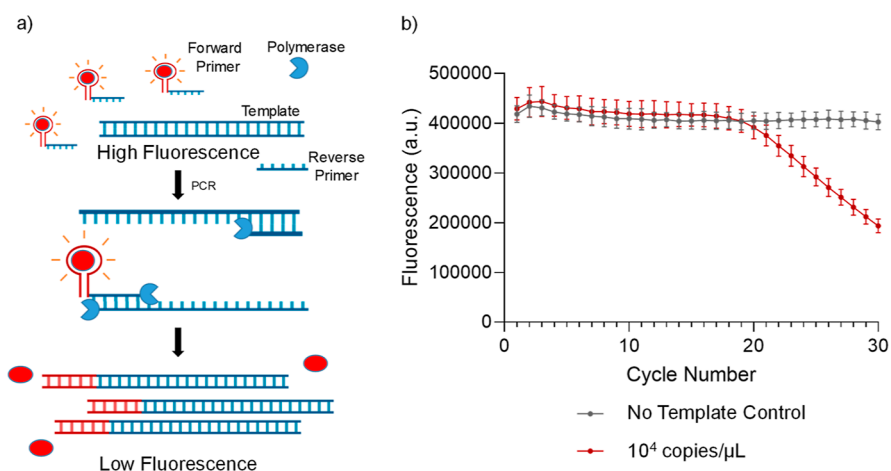 a)
Forward
Primer
Polymerase
Template
High Fluorescence
Reverse
Primer
PCR
Low Fluorescence
b)
500000
400000
300000
200000
100000
0
Fluorescence (a.u.)
0
10
20
30
Cycle Number
No Template Control
10⁴ copies/µL